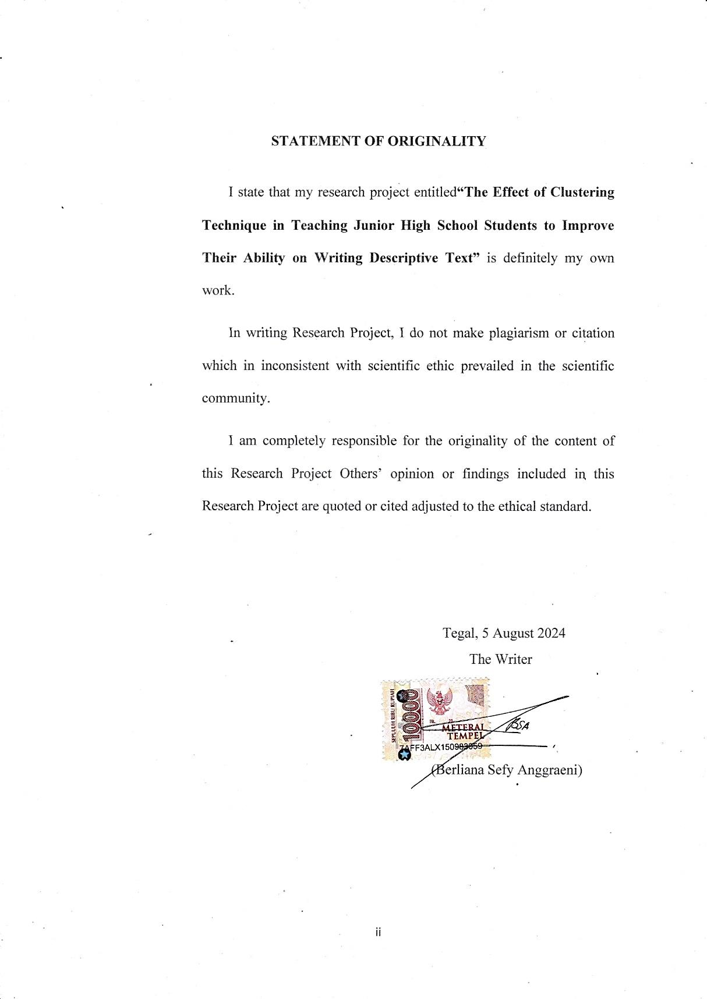 STATEMENT OF ORIGINALITY
I state that my research project entitled“The Effect of Clustering
Technique in Teaching Junior High School Students to Improve
Their Ability on Writing Descriptive Text” is definitely my own
work.
In writing Research Project, I do not make plagiarism or citation
which in inconsistent with scientific ethic prevailed in the scientific
community.
I am completely responsible for the originality of the content of
this Research Project Others’ opinion or findings included in this
Research Project are quoted or cited adjusted to the ethical standard.
Tegal, 5 August 2024
The Writer
SEPULUH RIBU RUPIAH
10000
TGL. 20
METERAI
TEMPEL
7AFF3ALX150983959
BSA
(Berliana Sefy Anggraeni)
ii